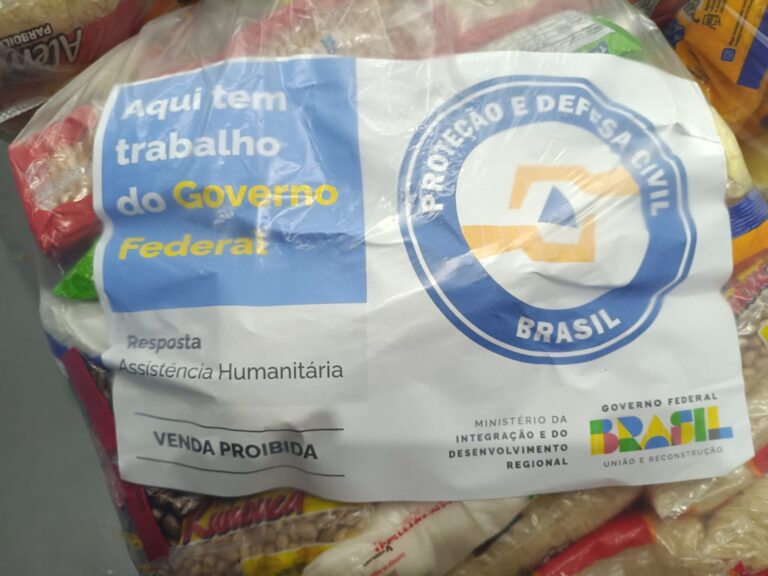 Aqui tem
trabalho
do Governo
Federal
Resposta
Assistência Humanitária
VENDA PROIBIDA
PROTEÇÃO E DEFESA CIVIL
BRASIL
MINISTÉRIO DA
INTEGRAÇÃO E DO
DESENVOLVIMENTO
REGIONAL
GOVERNO FEDERAL
BRASIL
UNIÃO E RECONSTRUÇÃO